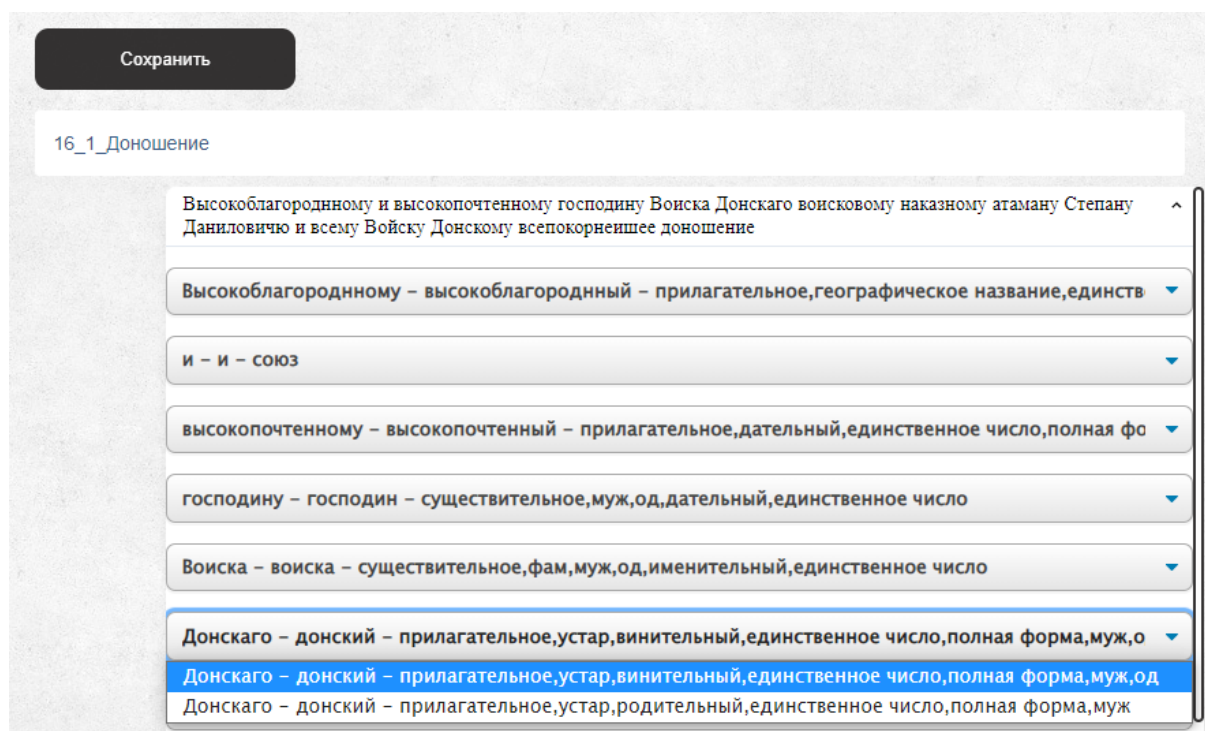 Сохранить
16_1_Доношение
Высокоблагороднному и высокопочтенному господину Воиска Донскаго воисковому наказному атаману Степану
Даниловичю и всему Войску Донскому всепокорнеишее доношение
Высокоблагороднному – высокоблагороднный – прилагательное,географическое название,единств
и – и – союз
высокопочтенному – высокопочтенный – прилагательное,дательный,единственное число,полная фо
господину – господин – существительное,муж,од,дательный,единственное число
Воиска – воиска – существительное,фам,муж,од,именительный,единственное число
Донскаго – донский – прилагательное,устар,винительный,единственное число,полная форма,муж,о
Донскаго – донский – прилагательное,устар,винительный,единственное число,полная форма,муж,од
Донскаго – донский – прилагательное,устар,родительный,единственное число,полная форма,муж